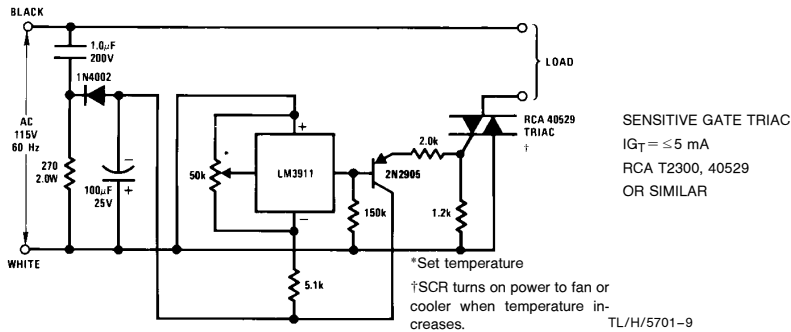 BLACK
1.0µF
200V
1N4002
AC
115V
60 Hz
270
2.0W
100µF
25V
−
+
WHITE
*
50k
+
LM3911
−
5.1k
150k
2N2905
2.0k
1.2k
LOAD
RCA 40529
TRIAC
†
SENSITIVE GATE TRIAC
IGT = ≤5 mA
RCA T2300, 40529
OR SIMILAR
*Set temperature
†SCR turns on power to fan or
cooler when temperature in-
creases.
TL/H/5701–9